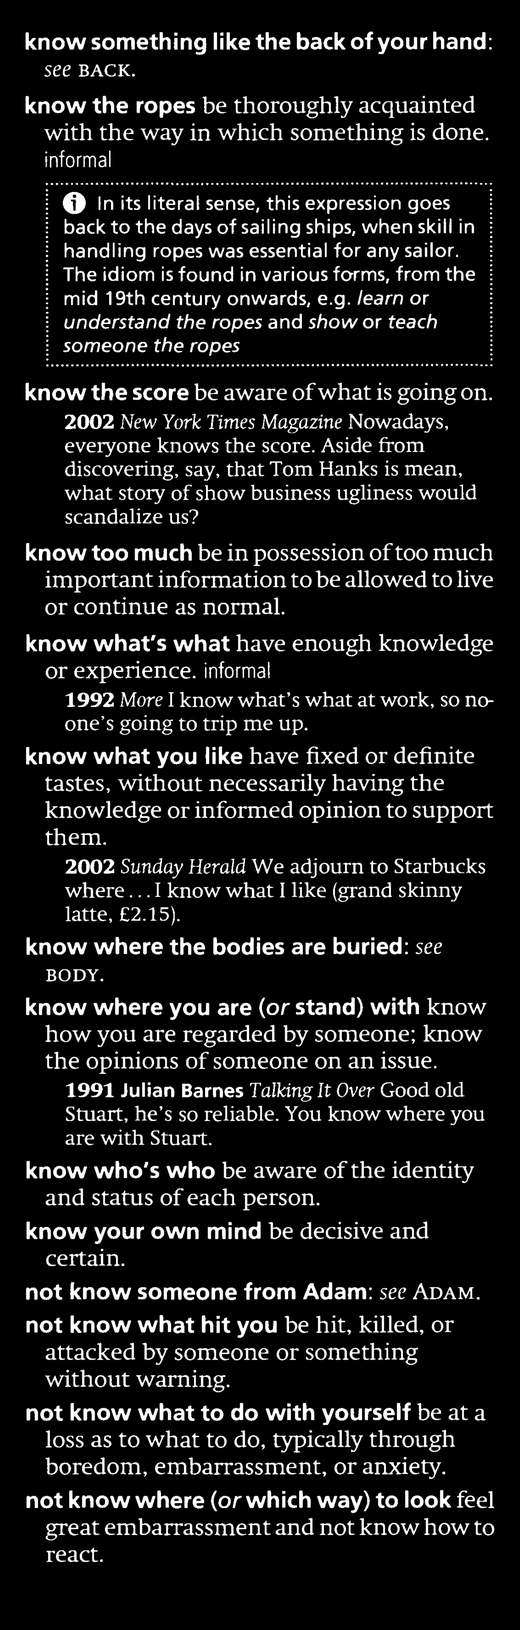 know something like the back of your hand:
see BACK.
know the ropes be thoroughly acquainted
with the way in which something is done.
informal
i In its literal sense, this expression goes
back to the days of sailing ships, when skill in
handling ropes was essential for any sailor.
The idiom is found in various forms, from the
mid 19th century onwards, e.g. learn or
understand the ropes and show or teach
someone the ropes
know the score be aware of what is going on.
2002 New York Times Magazine Nowadays,
everyone knows the score. Aside from
discovering, say, that Tom Hanks is mean,
what story of show business ugliness would
scandalize us?
know too much be in possession of too much
important information to be allowed to live
or continue as normal.
know what's what have enough knowledge
or experience. informal
1992 More I know what's what at work, so no-
one's going to trip me up.
know what you like have fixed or definite
tastes, without necessarily having the
knowledge or informed opinion to support
them.
2002 Sunday Herald We adjourn to Starbucks
where...I know what I like (grand skinny
latte, £2.15).
know where the bodies are buried: see
BODY.
know where you are (or stand) with know
how you are regarded by someone; know
the opinions of someone on an issue.
1991 Julian Barnes Talking It Over Good old
Stuart, he's so reliable. You know where you
are with Stuart.
know who's who be aware of the identity
and status of each person.
know your own mind be decisive and
certain.
not know someone from Adam: see ADAM.
not know what hit you be hit, killed, or
attacked by someone or something
without warning.
not know what to do with yourself be at a
loss as to what to do, typically through
boredom, embarrassment, or anxiety.
not know where (or which way) to look feel
great embarrassment and not know how to
react.